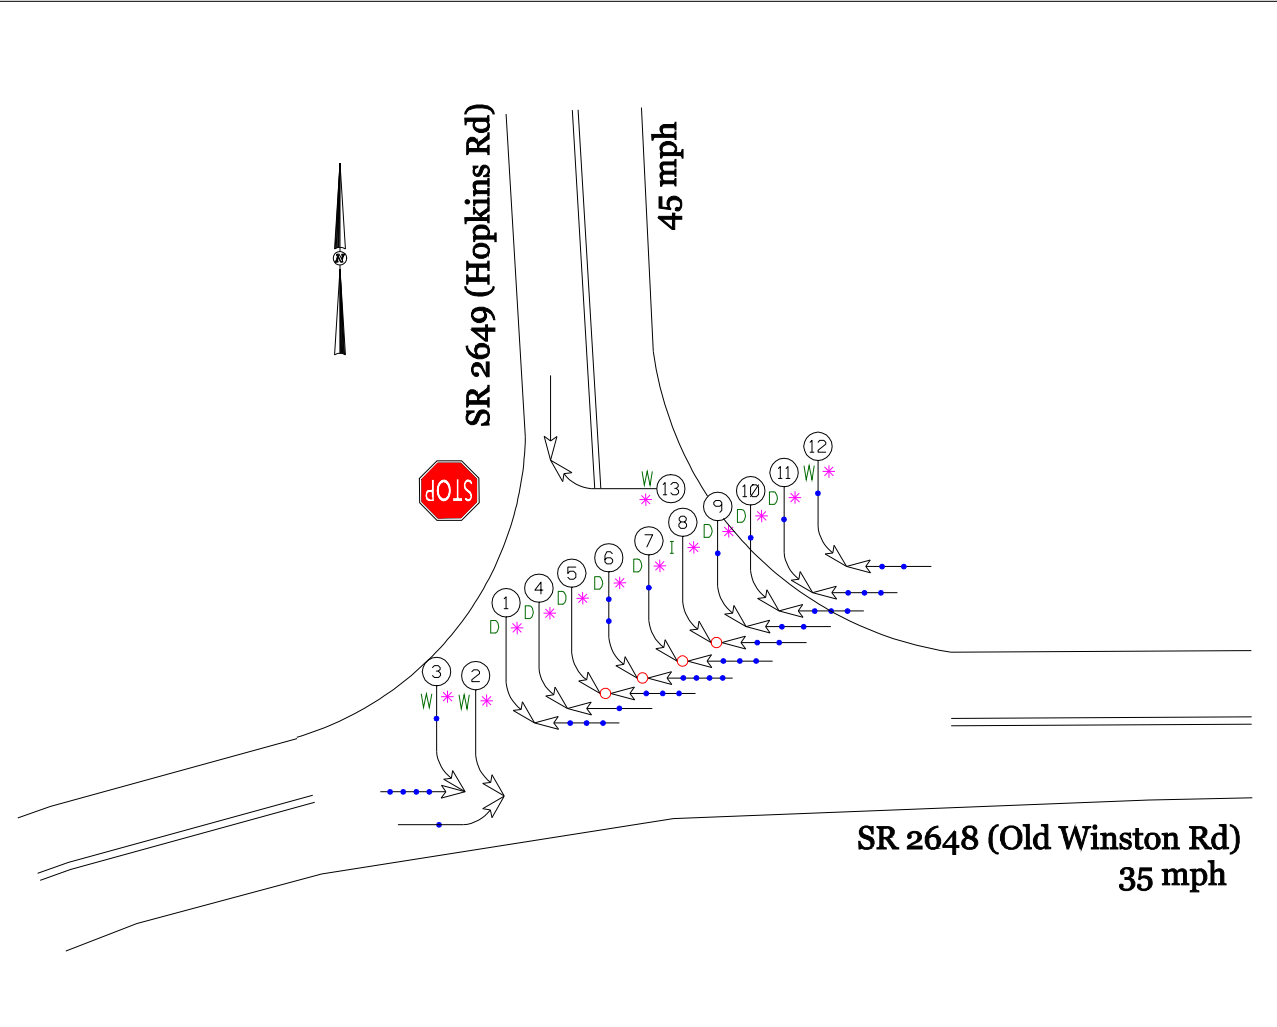 SR 2649 (Hopkins Rd)
45 mph
N
STOP
W *
13
12
W *
11
D *
10
D *
9
D *
8
I *
7
D *
6
D *
5
D *
4
D *
1
D *
3
W *
2
W *
SR 2648 (Old Winston Rd)
35 mph